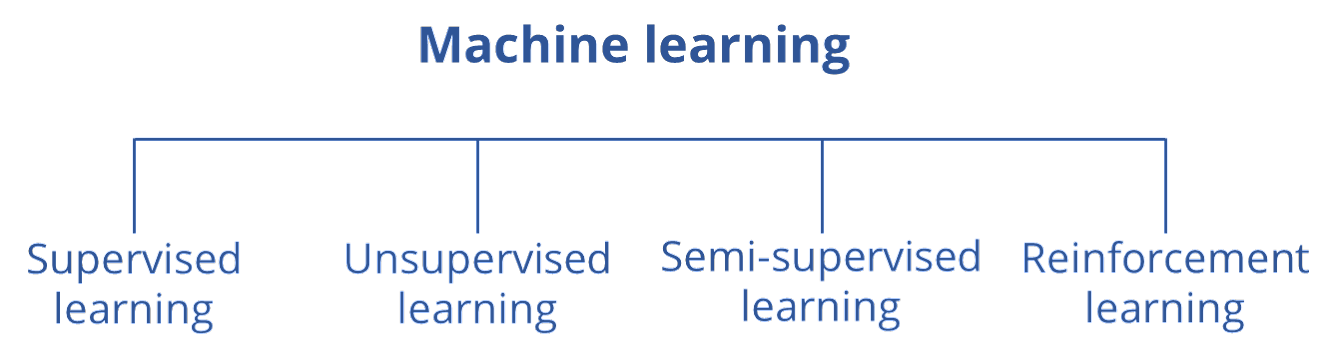 Machine learning
Supervised
learning
Unsupervised
learning
Semi-supervised
learning
Reinforcement
learning